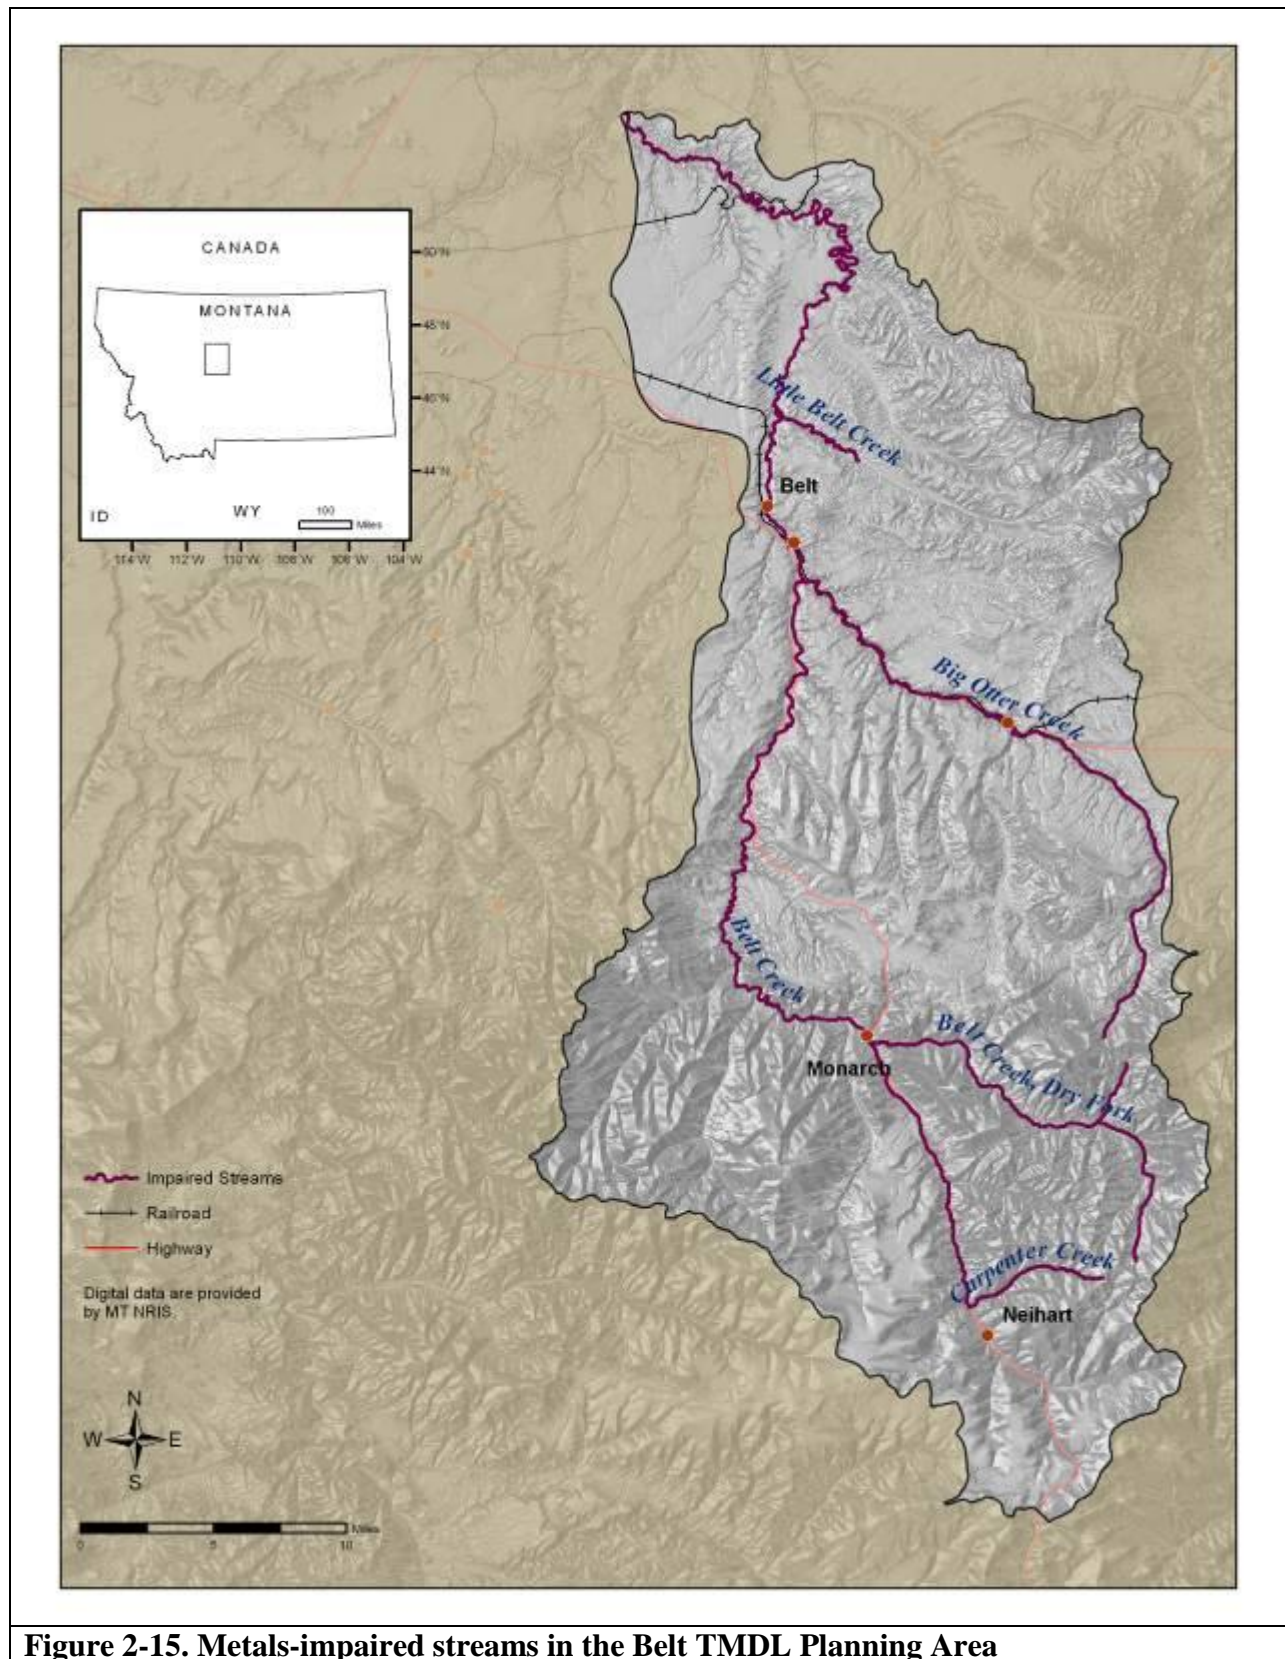 CANADA
MONTANA
ID
WY
100
Miles
50°N
48°N
46°N
44°N
114°W 112°W 110°W 108°W 106°W 104°W
Little Belt Creek
Belt
Big Otter Creek
Belt Creek
Belt Creek, Dry Fork
Monarch
Carpenter Creek
Neihart
Impaired Streams
Railroad
Highway
Digital data are provided
by MT NRIS.
N
W E
S
Miles
0 5 10
Figure 2-15. Metals-impaired streams in the Belt TMDL Planning Area